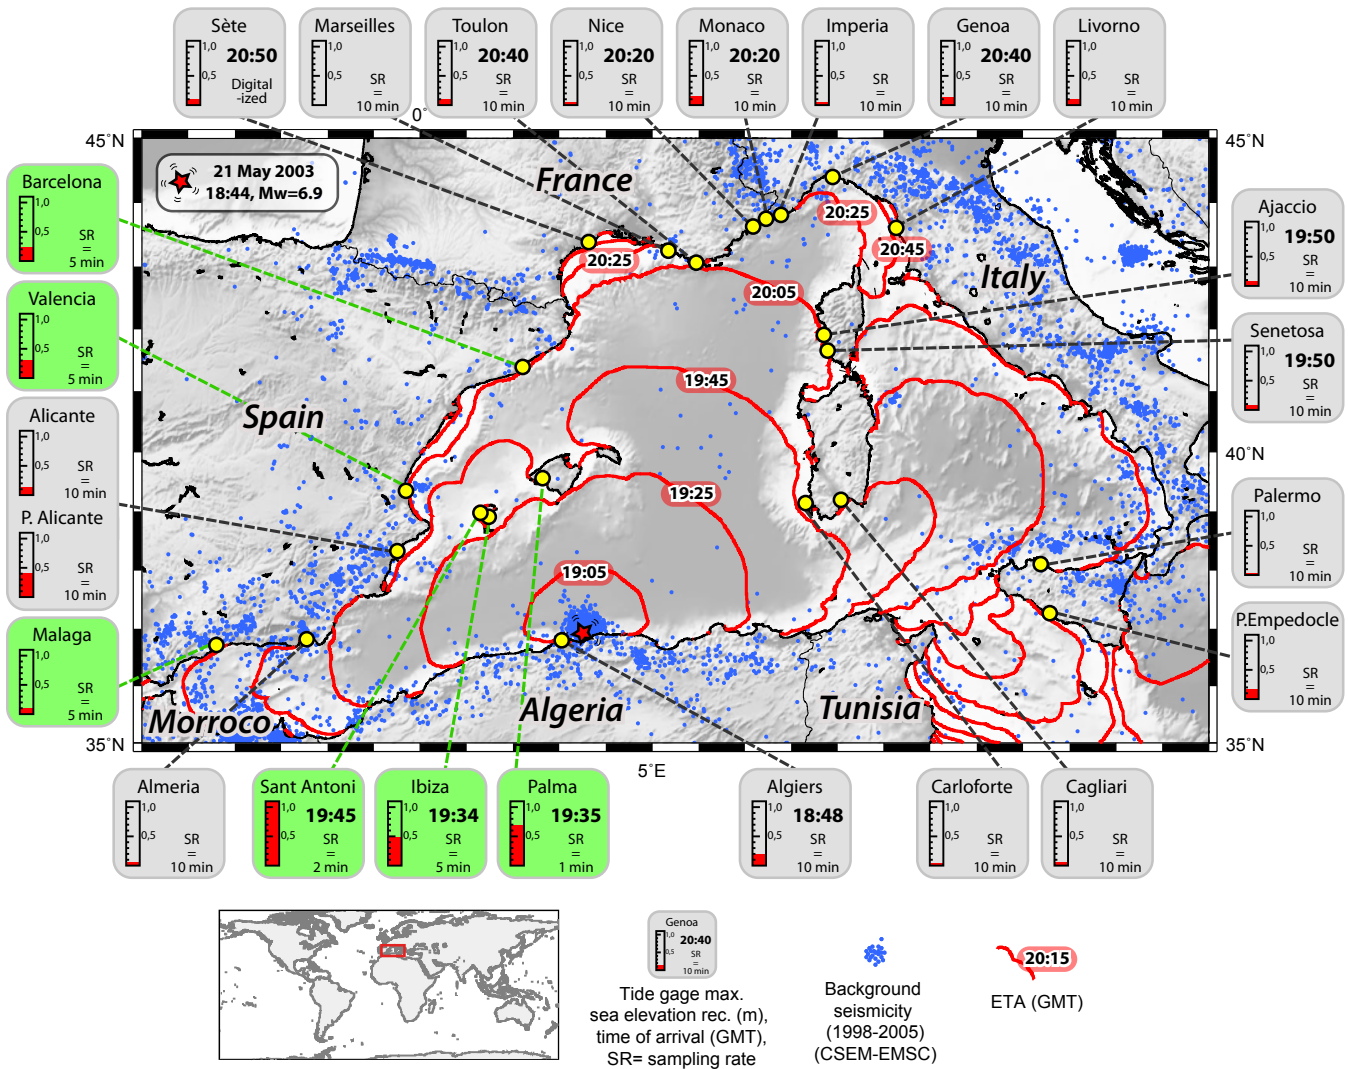 Sète
1,0
20:50
0,5
Digital
-ized
Marseilles
1,0
0,5
SR
=
10 min
Toulon
1,0
20:40
0,5
SR
=
10 min
Nice
1,0
20:20
0,5
SR
=
10 min
Monaco
1,0
20:20
0,5
SR
=
10 min
Imperia
1,0
0,5
SR
=
10 min
Genoa
1,0
20:40
0,5
SR
=
10 min
Livorno
1,0
0,5
SR
=
10 min
0°
45°N
45°N
21 May 2003
18:44, Mw=6.9
France
Italy
Spain
Morroco
Algeria
Tunisia
20:25
20:25
20:45
20:05
19:45
19:25
19:05
Barcelona
1,0
0,5
SR
=
5 min
Valencia
1,0
0,5
SR
=
5 min
Alicante
1,0
0,5
SR
=
10 min
P. Alicante
1,0
0,5
SR
=
10 min
Malaga
1,0
0,5
SR
=
5 min
Ajaccio
1,0
19:50
0,5
SR
=
10 min
Senetosa
1,0
19:50
0,5
SR
=
10 min
40°N
Palermo
1,0
0,5
SR
=
10 min
P.Empedocle
1,0
0,5
SR
=
10 min
35°N
35°N
5°E
Almeria
1,0
0,5
SR
=
10 min
Sant Antoni
1,0
19:45
0,5
SR
=
2 min
Ibiza
1,0
19:34
0,5
SR
=
5 min
Palma
1,0
19:35
0,5
SR
=
1 min
Algiers
1,0
18:48
0,5
SR
=
10 min
Carloforte
1,0
0,5
SR
=
10 min
Cagliari
1,0
0,5
SR
=
10 min
Genoa
1,0
20:40
0,5
SR
=
10 min
Tide gage max.
sea elevation rec. (m),
time of arrival (GMT),
SR= sampling rate
Background
seismicity
(1998-2005)
(CSEM-EMSC)
20:15
ETA (GMT)